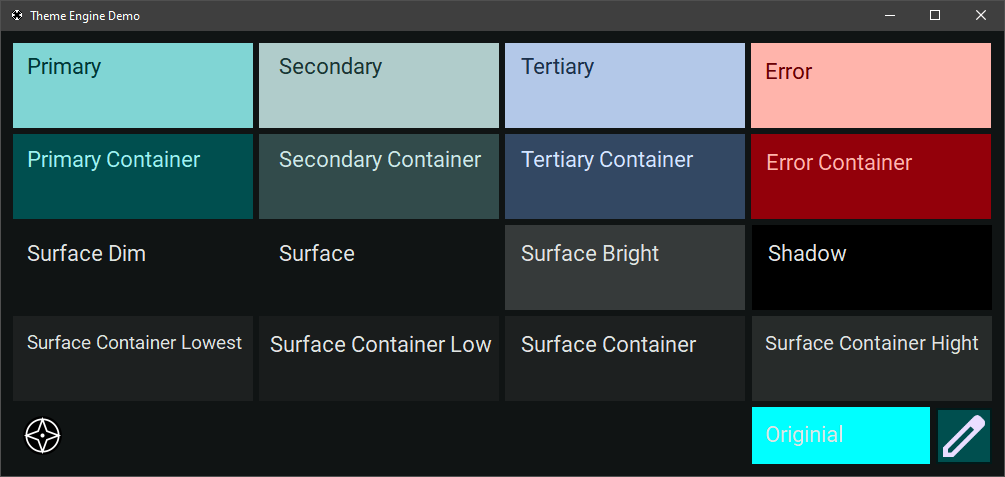 Theme Engine Demo
Primary
Secondary
Tertiary
Error
Primary Container
Secondary Container
Tertiary Container
Error Container
Surface Dim
Surface
Surface Bright
Shadow
Surface Container Lowest
Surface Container Low
Surface Container
Surface Container Hight
Originial